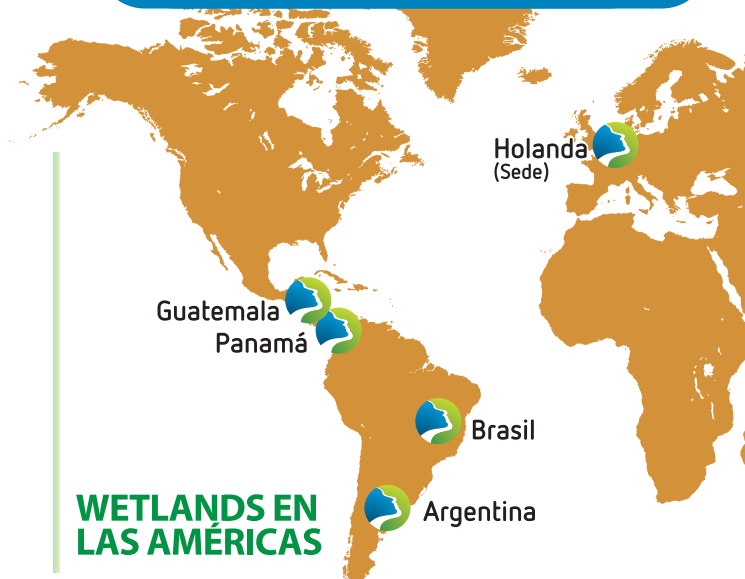 Holanda
(Sede)
Guatemala
Panamá
Brasil
Argentina
WETLANDS EN
LAS AMÉRICAS